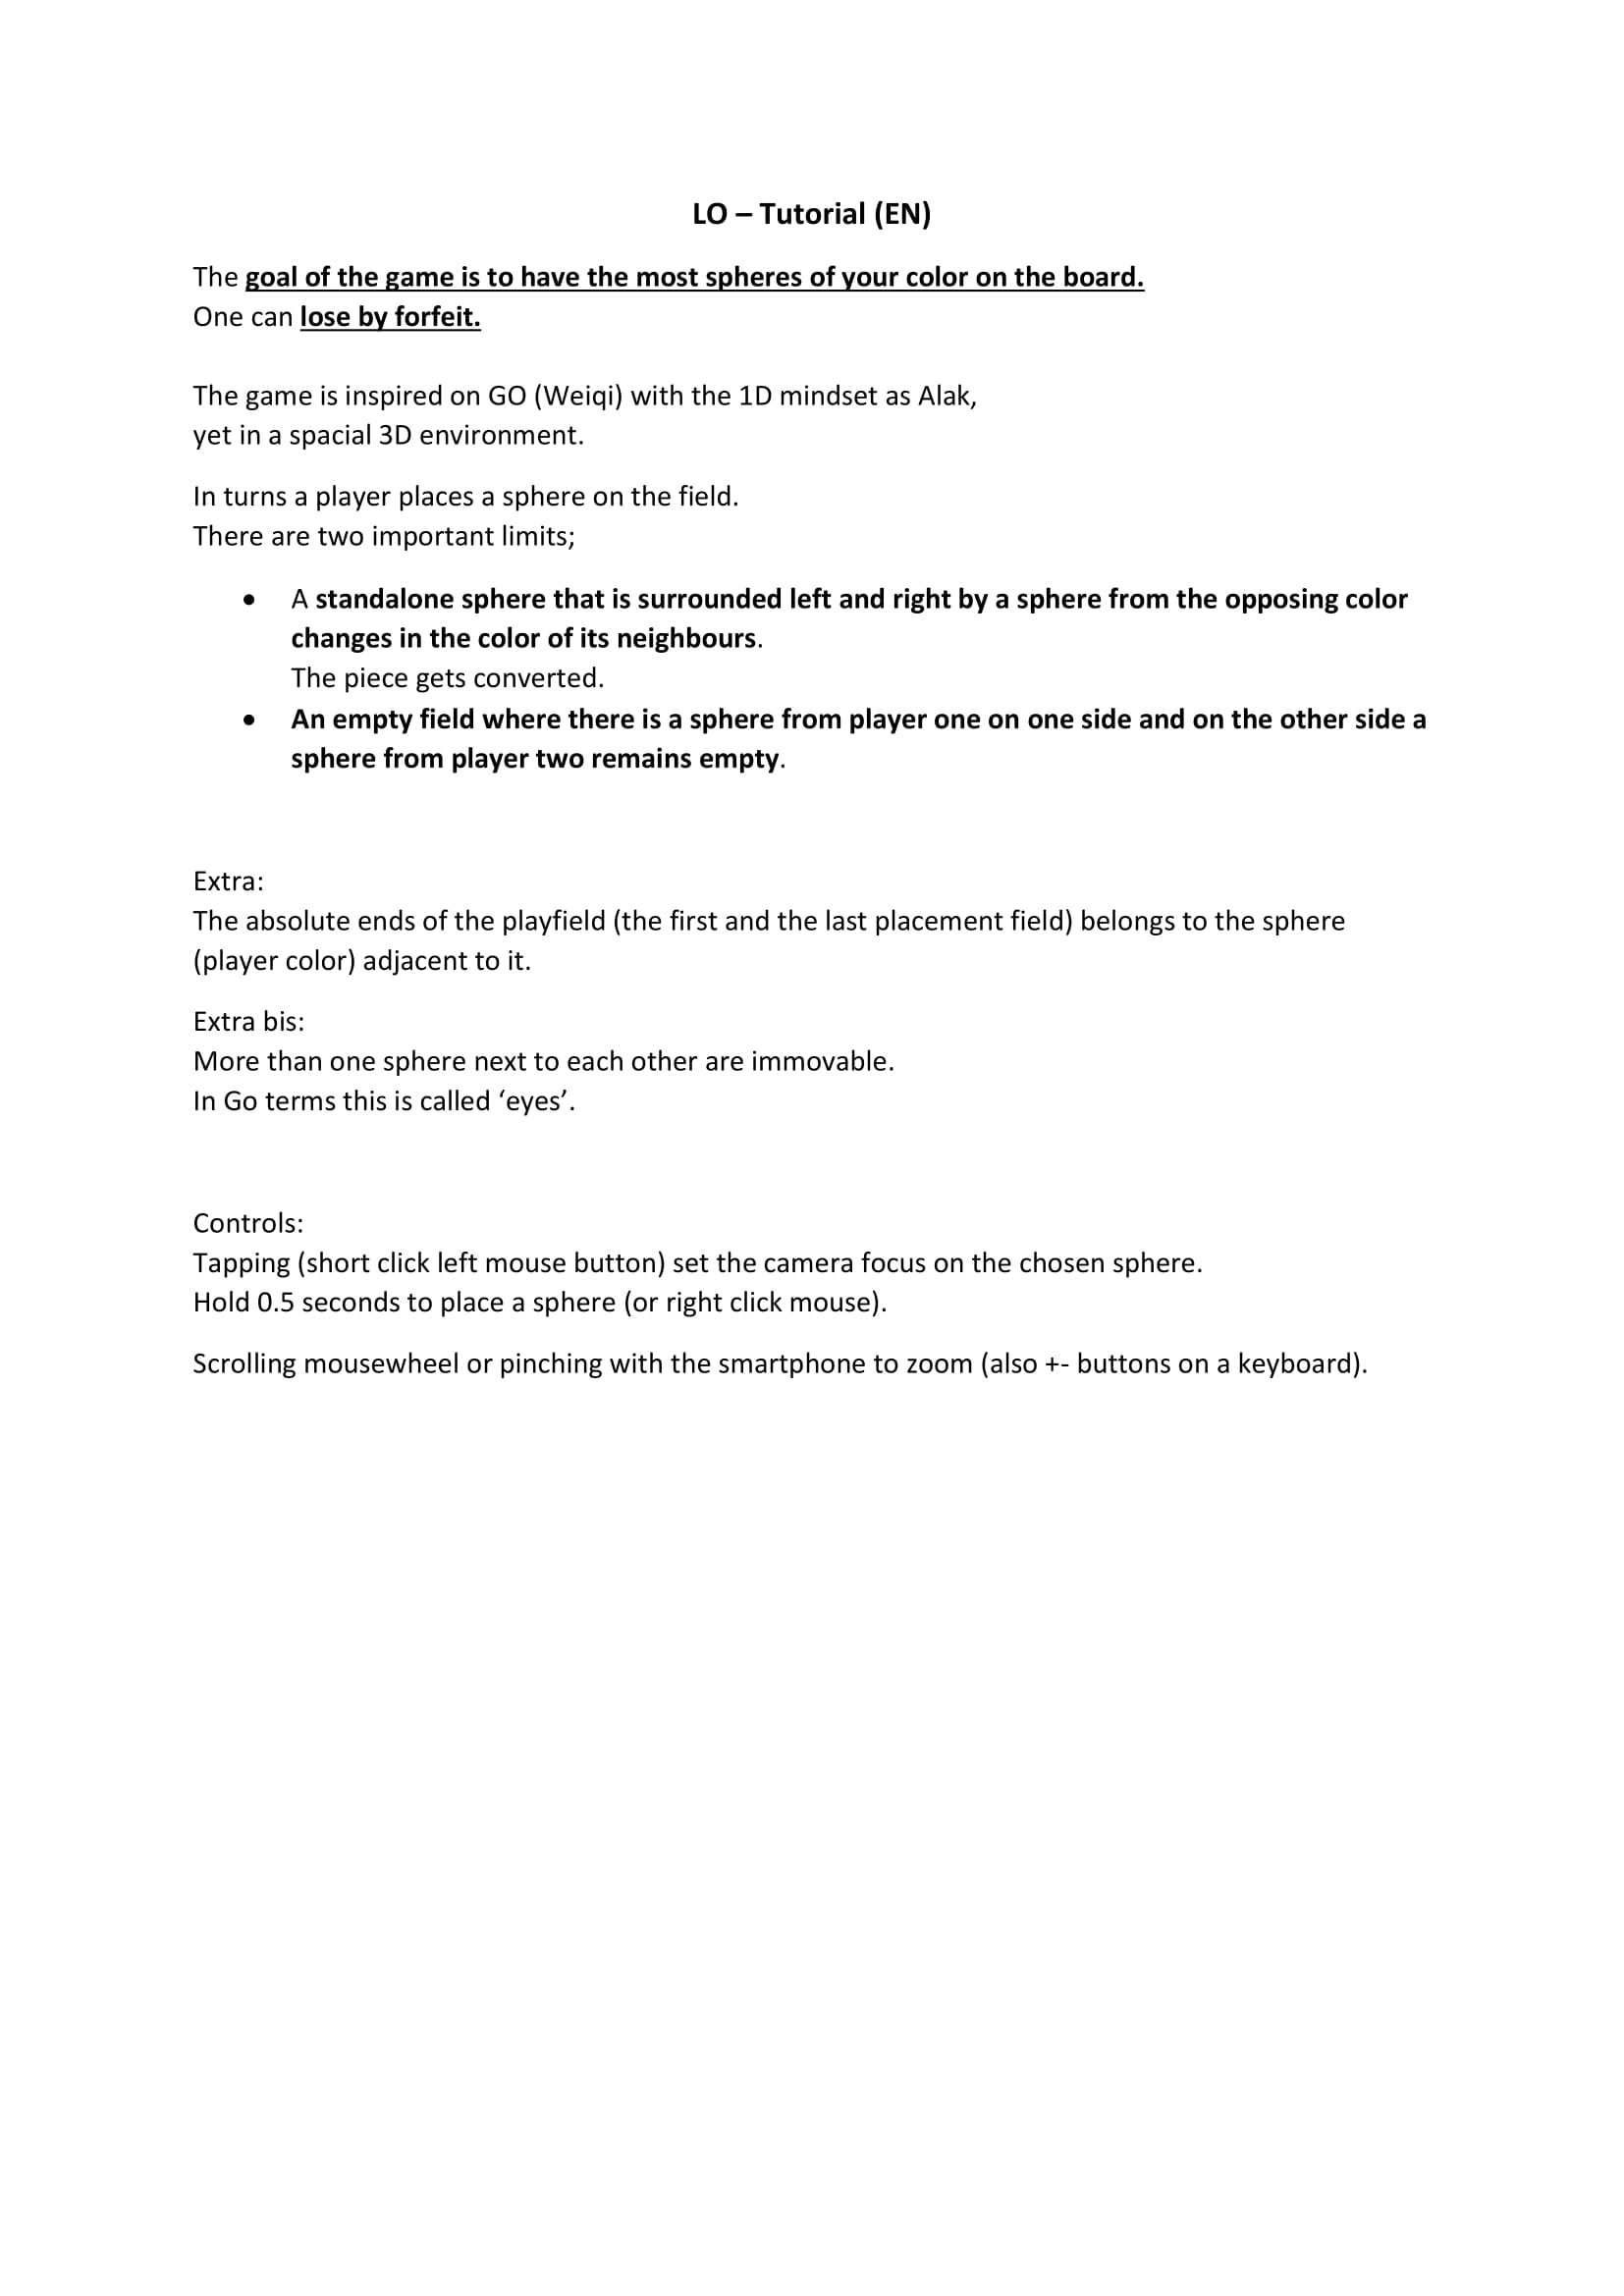 LO – Tutorial (EN)
The goal of the game is to have the most spheres of your color on the board.
One can lose by forfeit.
The game is inspired on GO (Weiqi) with the 1D mindset as Alak,
yet in a spacial 3D environment.
In turns a player places a sphere on the field.
There are two important limits;
• A standalone sphere that is surrounded left and right by a sphere from the opposing color
changes in the color of its neighbours.
The piece gets converted.
• An empty field where there is a sphere from player one on one side and on the other side a
sphere from player two remains empty.
Extra:
The absolute ends of the playfield (the first and the last placement field) belongs to the sphere
(player color) adjacent to it.
Extra bis:
More than one sphere next to each other are immovable.
In Go terms this is called ‘eyes’.
Controls:
Tapping (short click left mouse button) set the camera focus on the chosen sphere.
Hold 0.5 seconds to place a sphere (or right click mouse).
Scrolling mousewheel or pinching with the smartphone to zoom (also +- buttons on a keyboard).